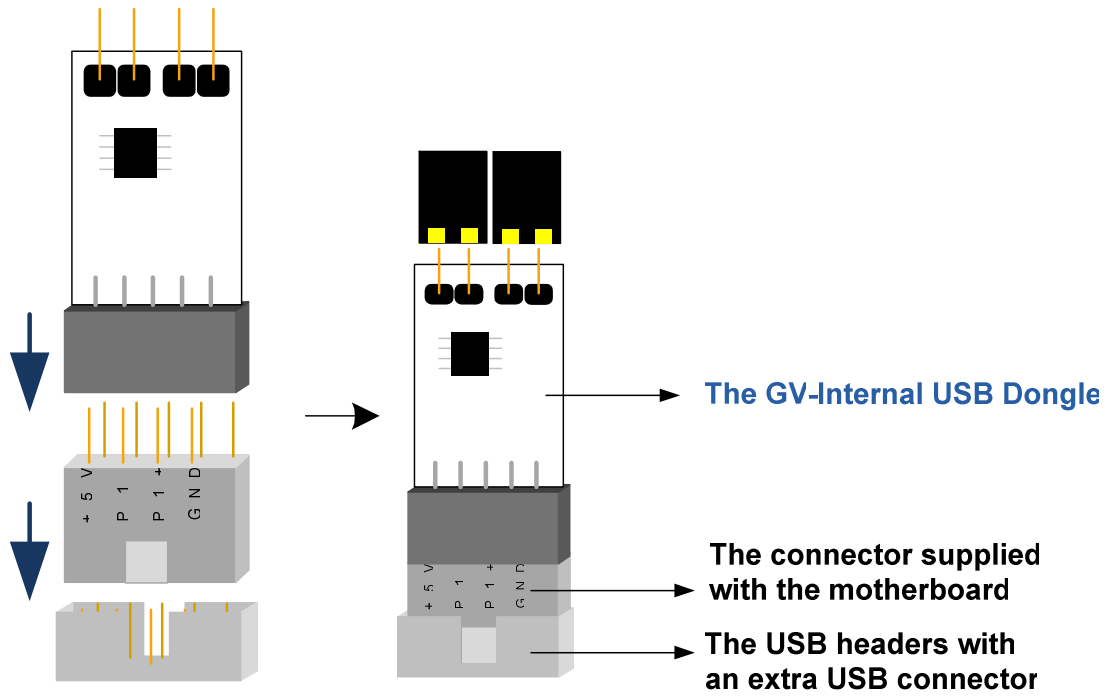 +5V
P1
P1+
GND
The GV-Internal USB Dongle
The connector supplied
with the motherboard
+5V
P1
P1+
GND
The USB headers with
an extra USB connector